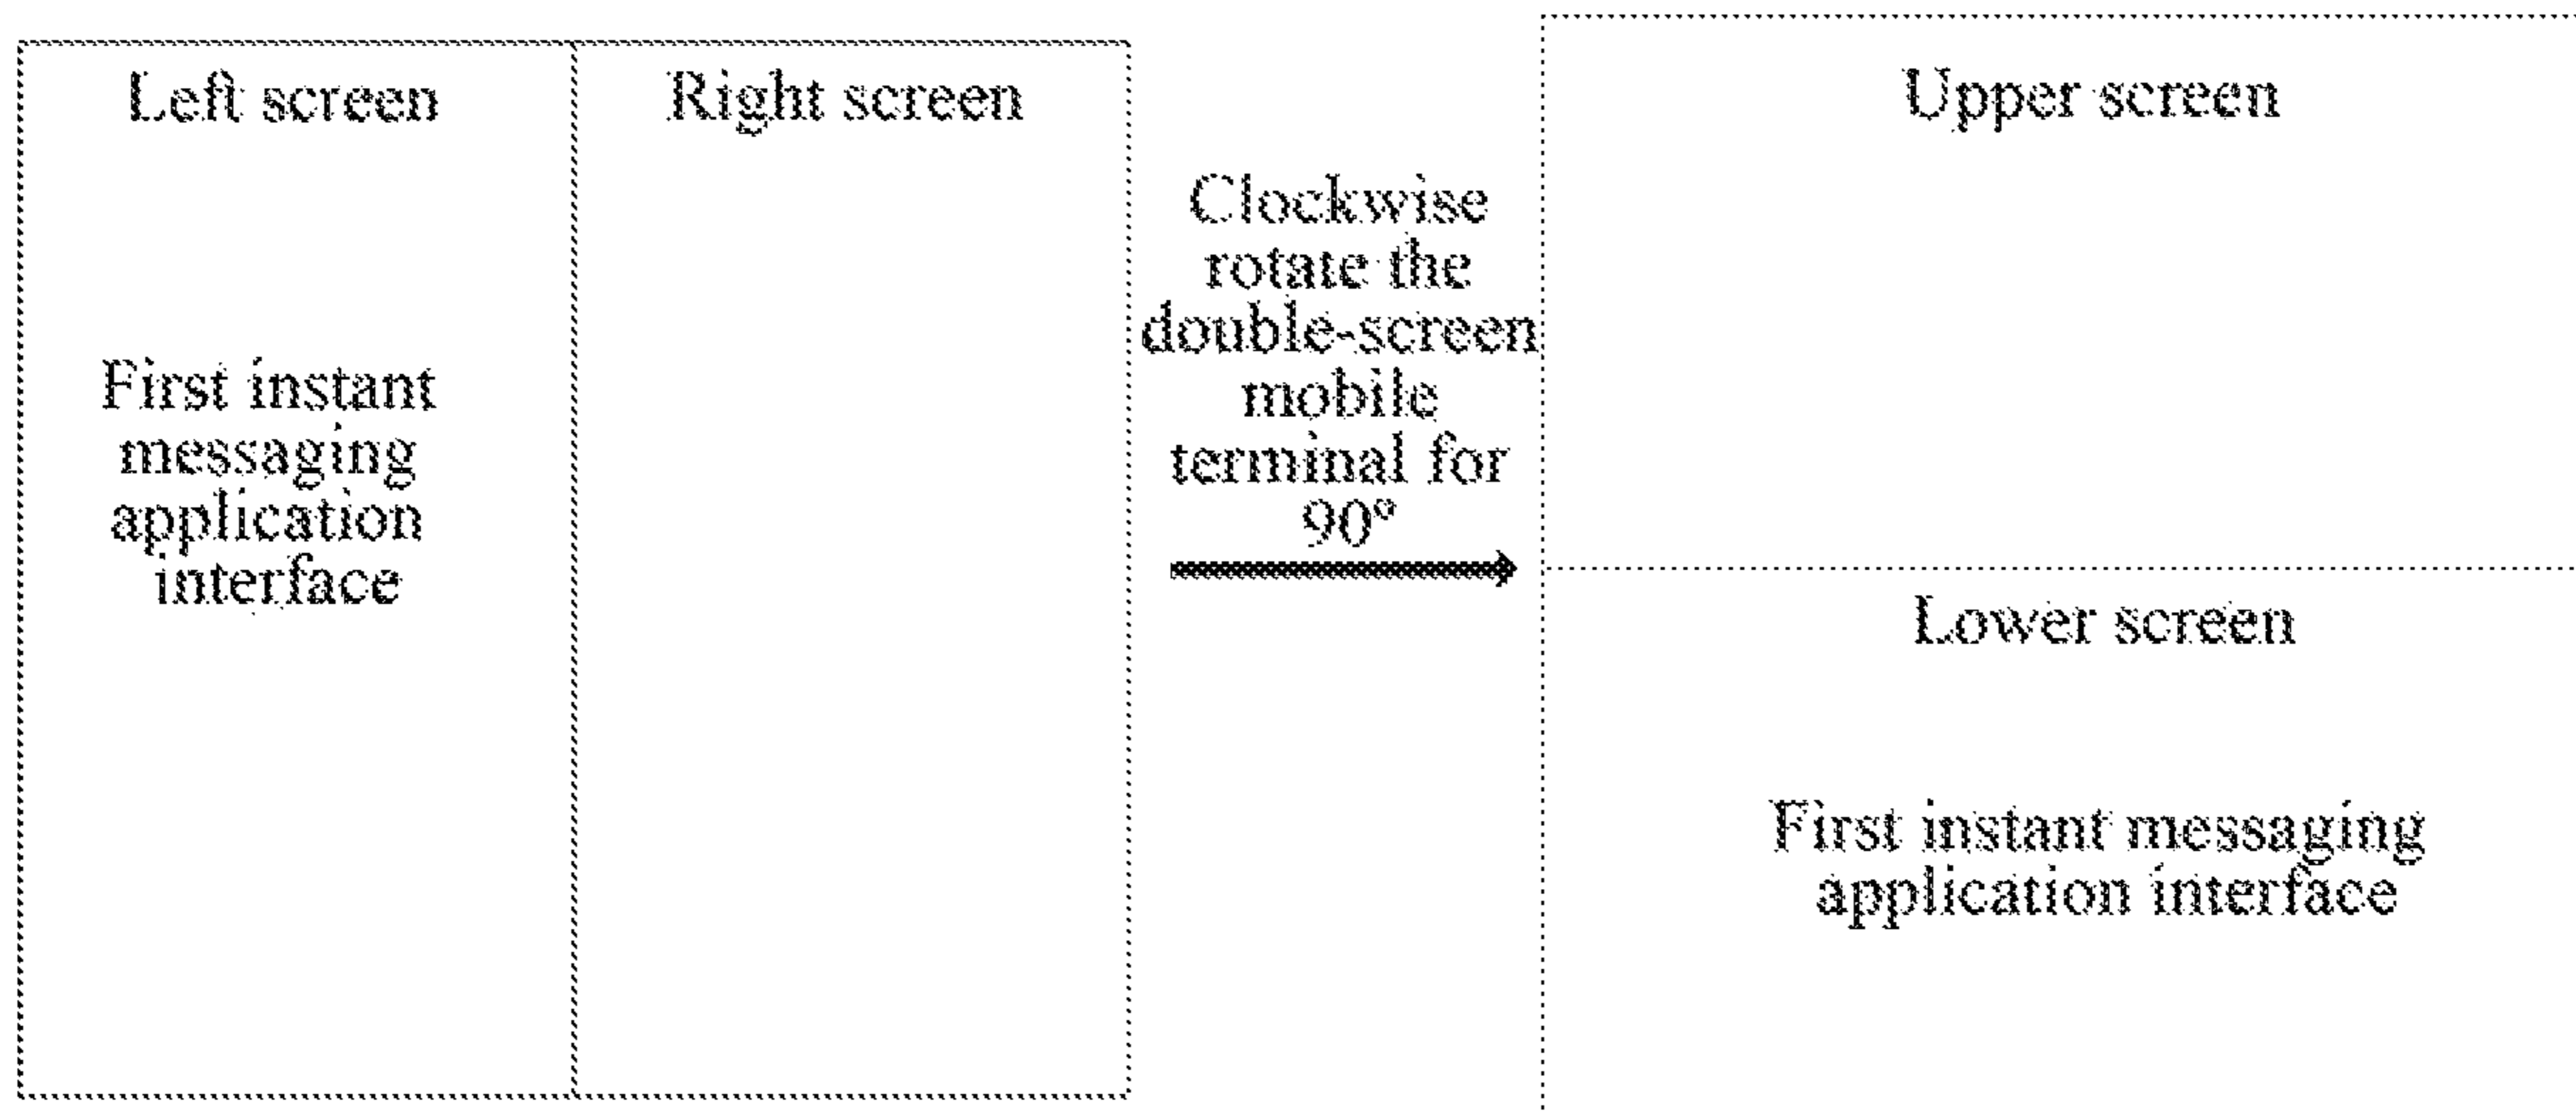 Left screen
Right screen
First instant
messaging
application
interface
Clockwise
rotate the
double-screen
mobile
terminal for
90°
Upper screen
Lower screen
First instant messaging
application interface